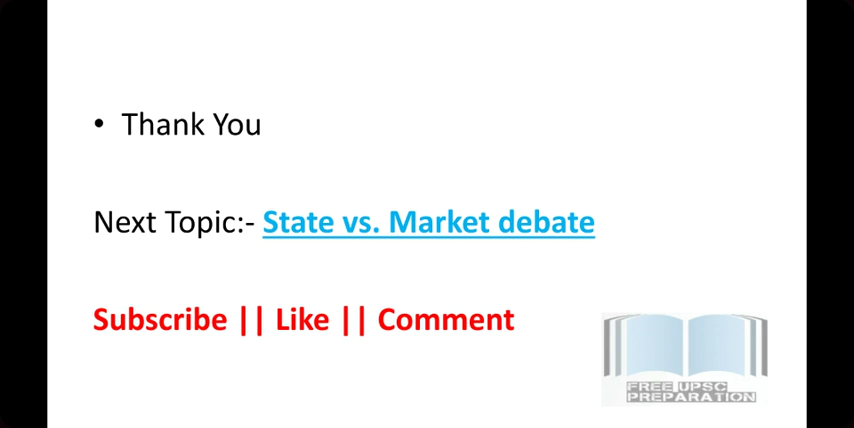 • Thank You
Next Topic:- State vs. Market debate
Subscribe || Like || Comment
FREE UPSC
PREPARATION